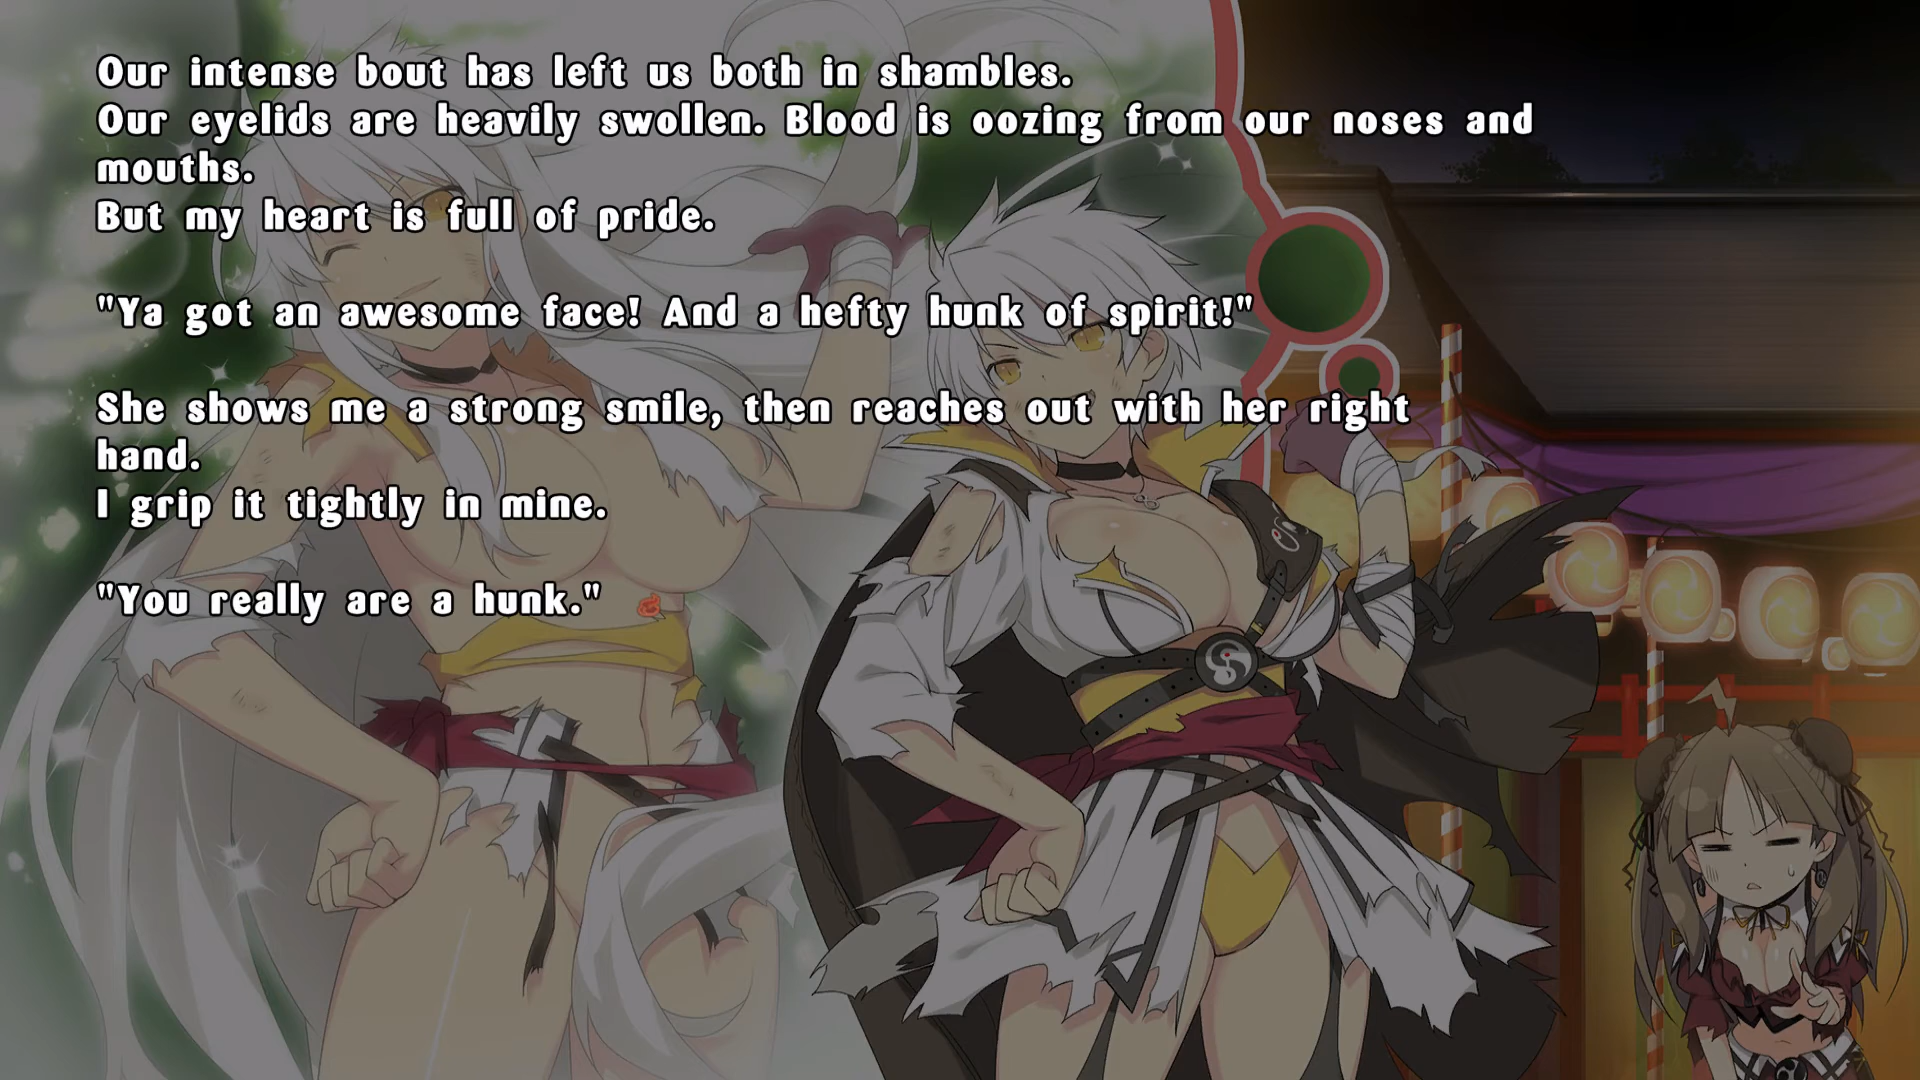 Our intense bout has left us both in shambles.
Our eyelids are heavily swollen. Blood is oozing from our noses and
mouths.
But my heart is full of pride.
"Ya got an awesome face! And a hefty hunk of spirit!"
She shows me a strong smile, then reaches out with her right
hand.
I grip it tightly in mine.
"You really are a hunk."